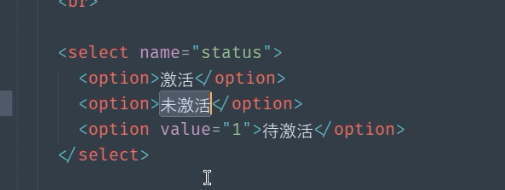 <br>
<select name="status">
<option>激活</option>
<option>未激活</option>
<option value="1">待激活</option>
</select>